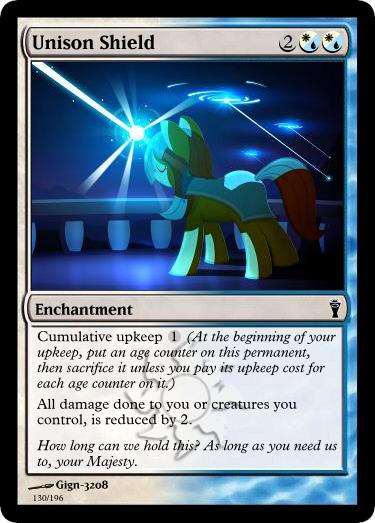 Unison Shield 2
Enchantment
Cumulative upkeep 1 (At the beginning of your
upkeep, put an age counter on this permanent,
then sacrifice it unless you pay its upkeep cost for
each age counter on it.)
All damage done to you or creatures you
control, is reduced by 2.
How long can we hold this? As long as you need us
to, your Majesty.
Gign-3208
130/196